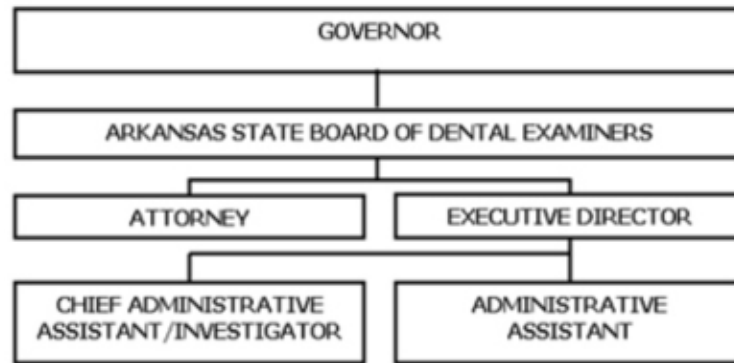 GOVERNOR
ARKANSAS STATE BOARD OF DENTAL EXAMINERS
ATTORNEY
EXECUTIVE DIRECTOR
CHIEF ADMINISTRATIVE
ASSISTANT/INVESTIGATOR
ADMINISTRATIVE
ASSISTANT